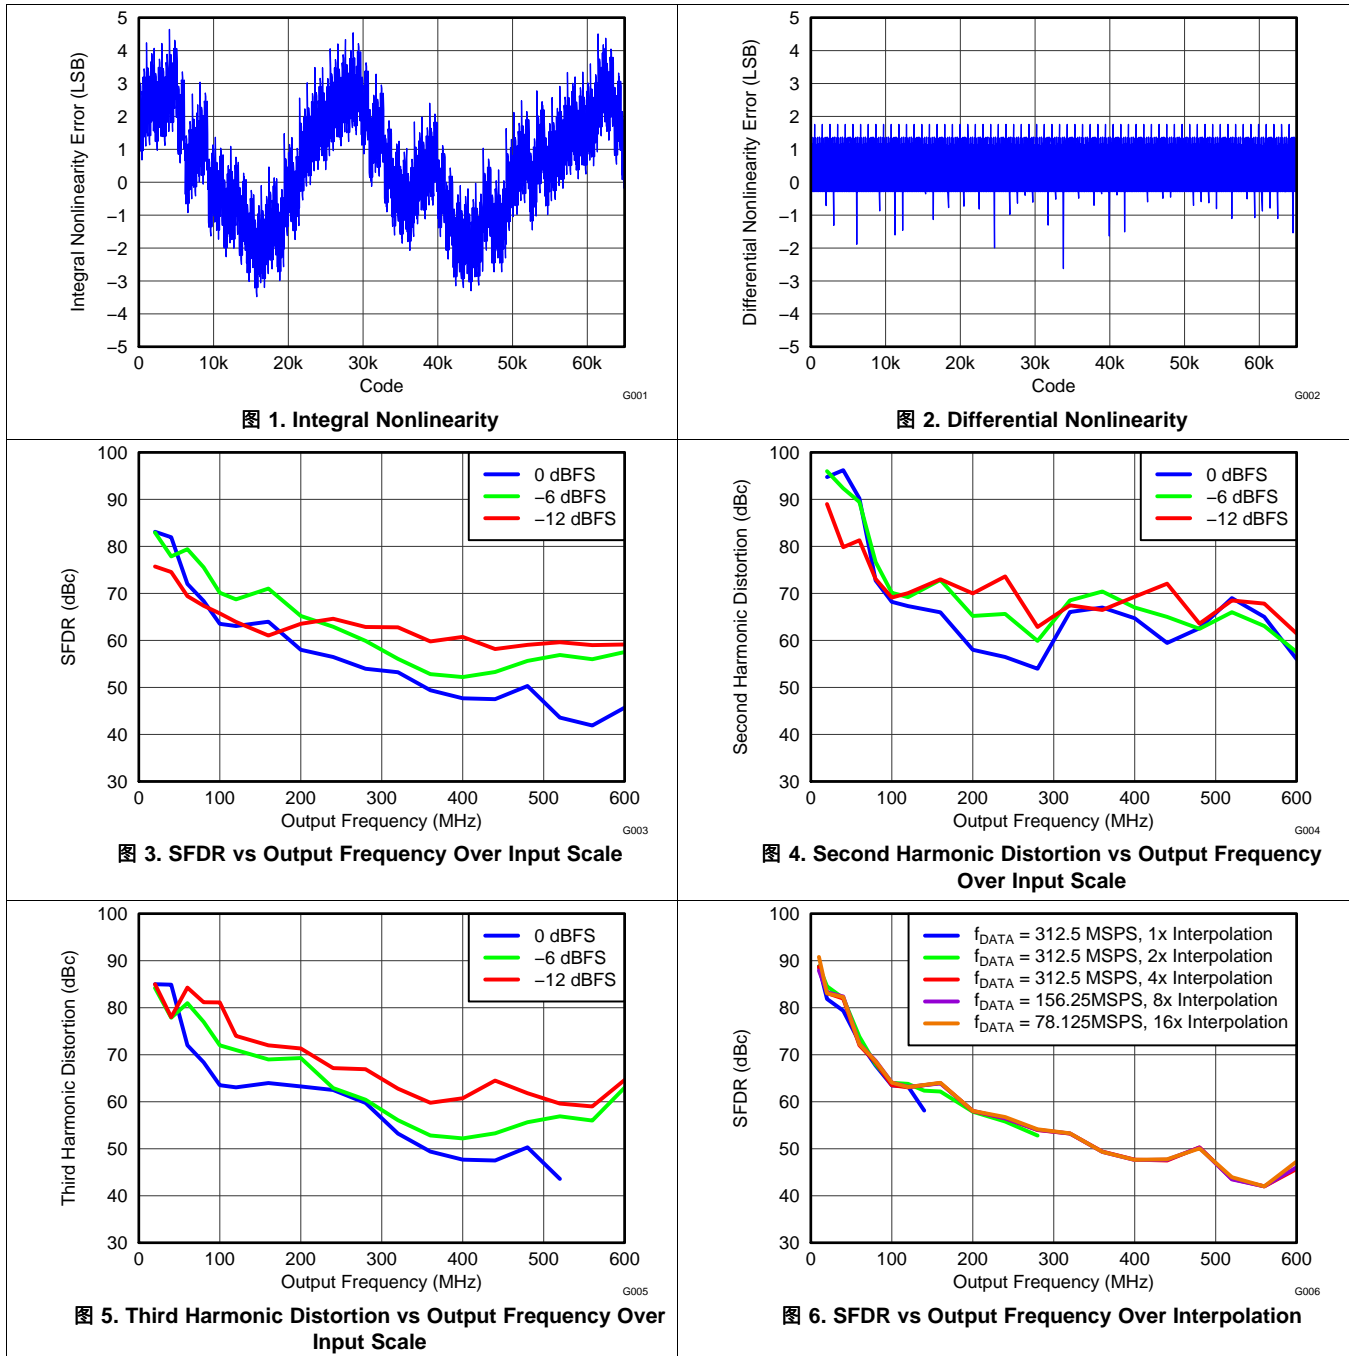 5
4
3
2
1
0
–1
–2
–3
–4
–5
0
10k
20k
30k
40k
50k
60k
Integral Nonlinearity Error (LSB)
Code
G001
图 1. Integral Nonlinearity
5
4
3
2
1
0
–1
–2
–3
–4
–5
0
10k
20k
30k
40k
50k
60k
Differential Nonlinearity Error (LSB)
Code
G002
图 2. Differential Nonlinearity
100
90
80
70
60
50
40
30
0
100
200
300
400
500
600
0 dBFS
–6 dBFS
–12 dBFS
SFDR (dBc)
Output Frequency (MHz)
G003
图 3. SFDR vs Output Frequency Over Input Scale
100
90
80
70
60
50
40
30
0
100
200
300
400
500
600
0 dBFS
–6 dBFS
–12 dBFS
Second Harmonic Distortion (dBc)
Output Frequency (MHz)
G004
图 4. Second Harmonic Distortion vs Output Frequency
Over Input Scale
100
90
80
70
60
50
40
30
0
100
200
300
400
500
600
0 dBFS
–6 dBFS
–12 dBFS
Third Harmonic Distortion (dBc)
Output Frequency (MHz)
G005
图 5. Third Harmonic Distortion vs Output Frequency Over
Input Scale
100
90
80
70
60
50
40
30
0
100
200
300
400
500
600
fDATA = 312.5 MSPS, 1x Interpolation
fDATA = 312.5 MSPS, 2x Interpolation
fDATA = 312.5 MSPS, 4x Interpolation
fDATA = 156.25MSPS, 8x Interpolation
fDATA = 78.125MSPS, 16x Interpolation
SFDR (dBc)
Output Frequency (MHz)
G006
图 6. SFDR vs Output Frequency Over Interpolation